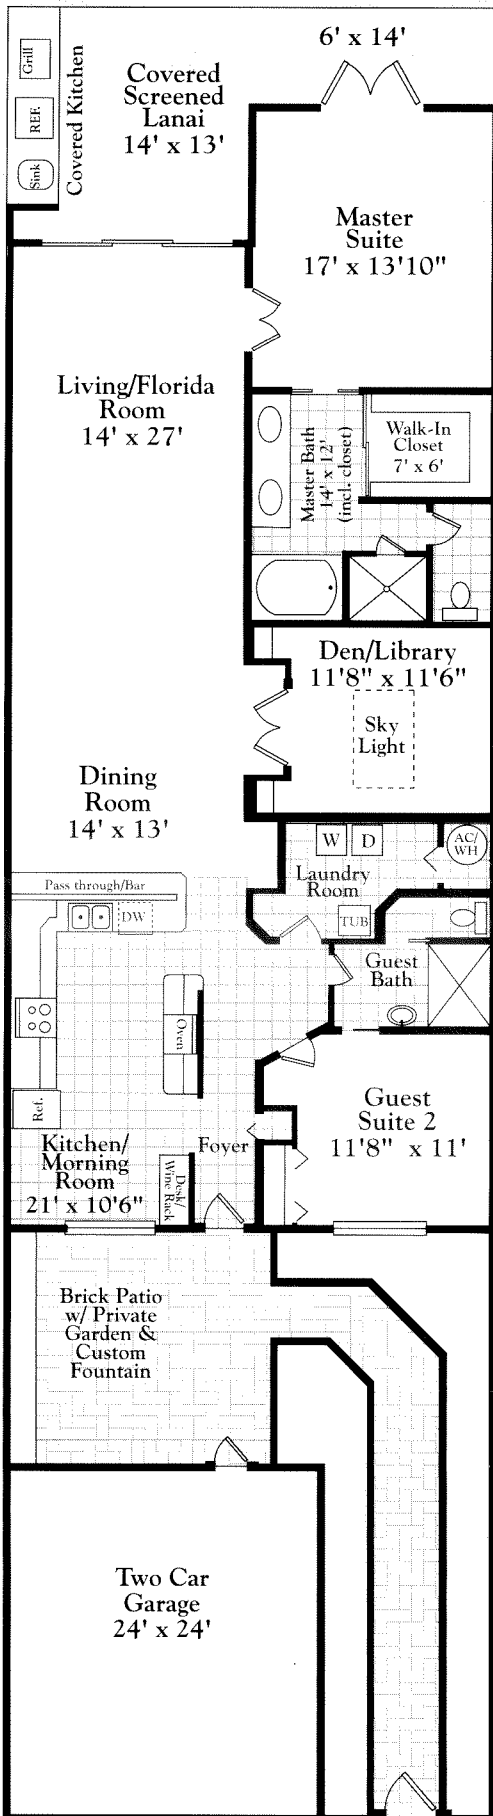 6' x 14'
Grill
REF.
Sink
Covered Kitchen
Covered
Screened
Lanai
14' x 13'
Master
Suite
17' x 13'10"
Living/Florida
Room
14' x 27'
Master Bath
14' x 12'
(incl. closet)
Walk-In
Closet
7' x 6'
Den/Library
11'8" x 11'6"
Sky
Light
Dining
Room
14' x 13'
W
D
AC/
WH
Laundry
Room
TUB
Pass through/Bar
DW
Guest
Bath
Oven
Ref.
Guest
Suite 2
11'8" x 11'
Foyer
Kitchen/
Morning
Room
21' x 10'6"
Desk/
Wine Rack
Brick Patio
w/ Private
Garden &
Custom
Fountain
Two Car
Garage
24' x 24'